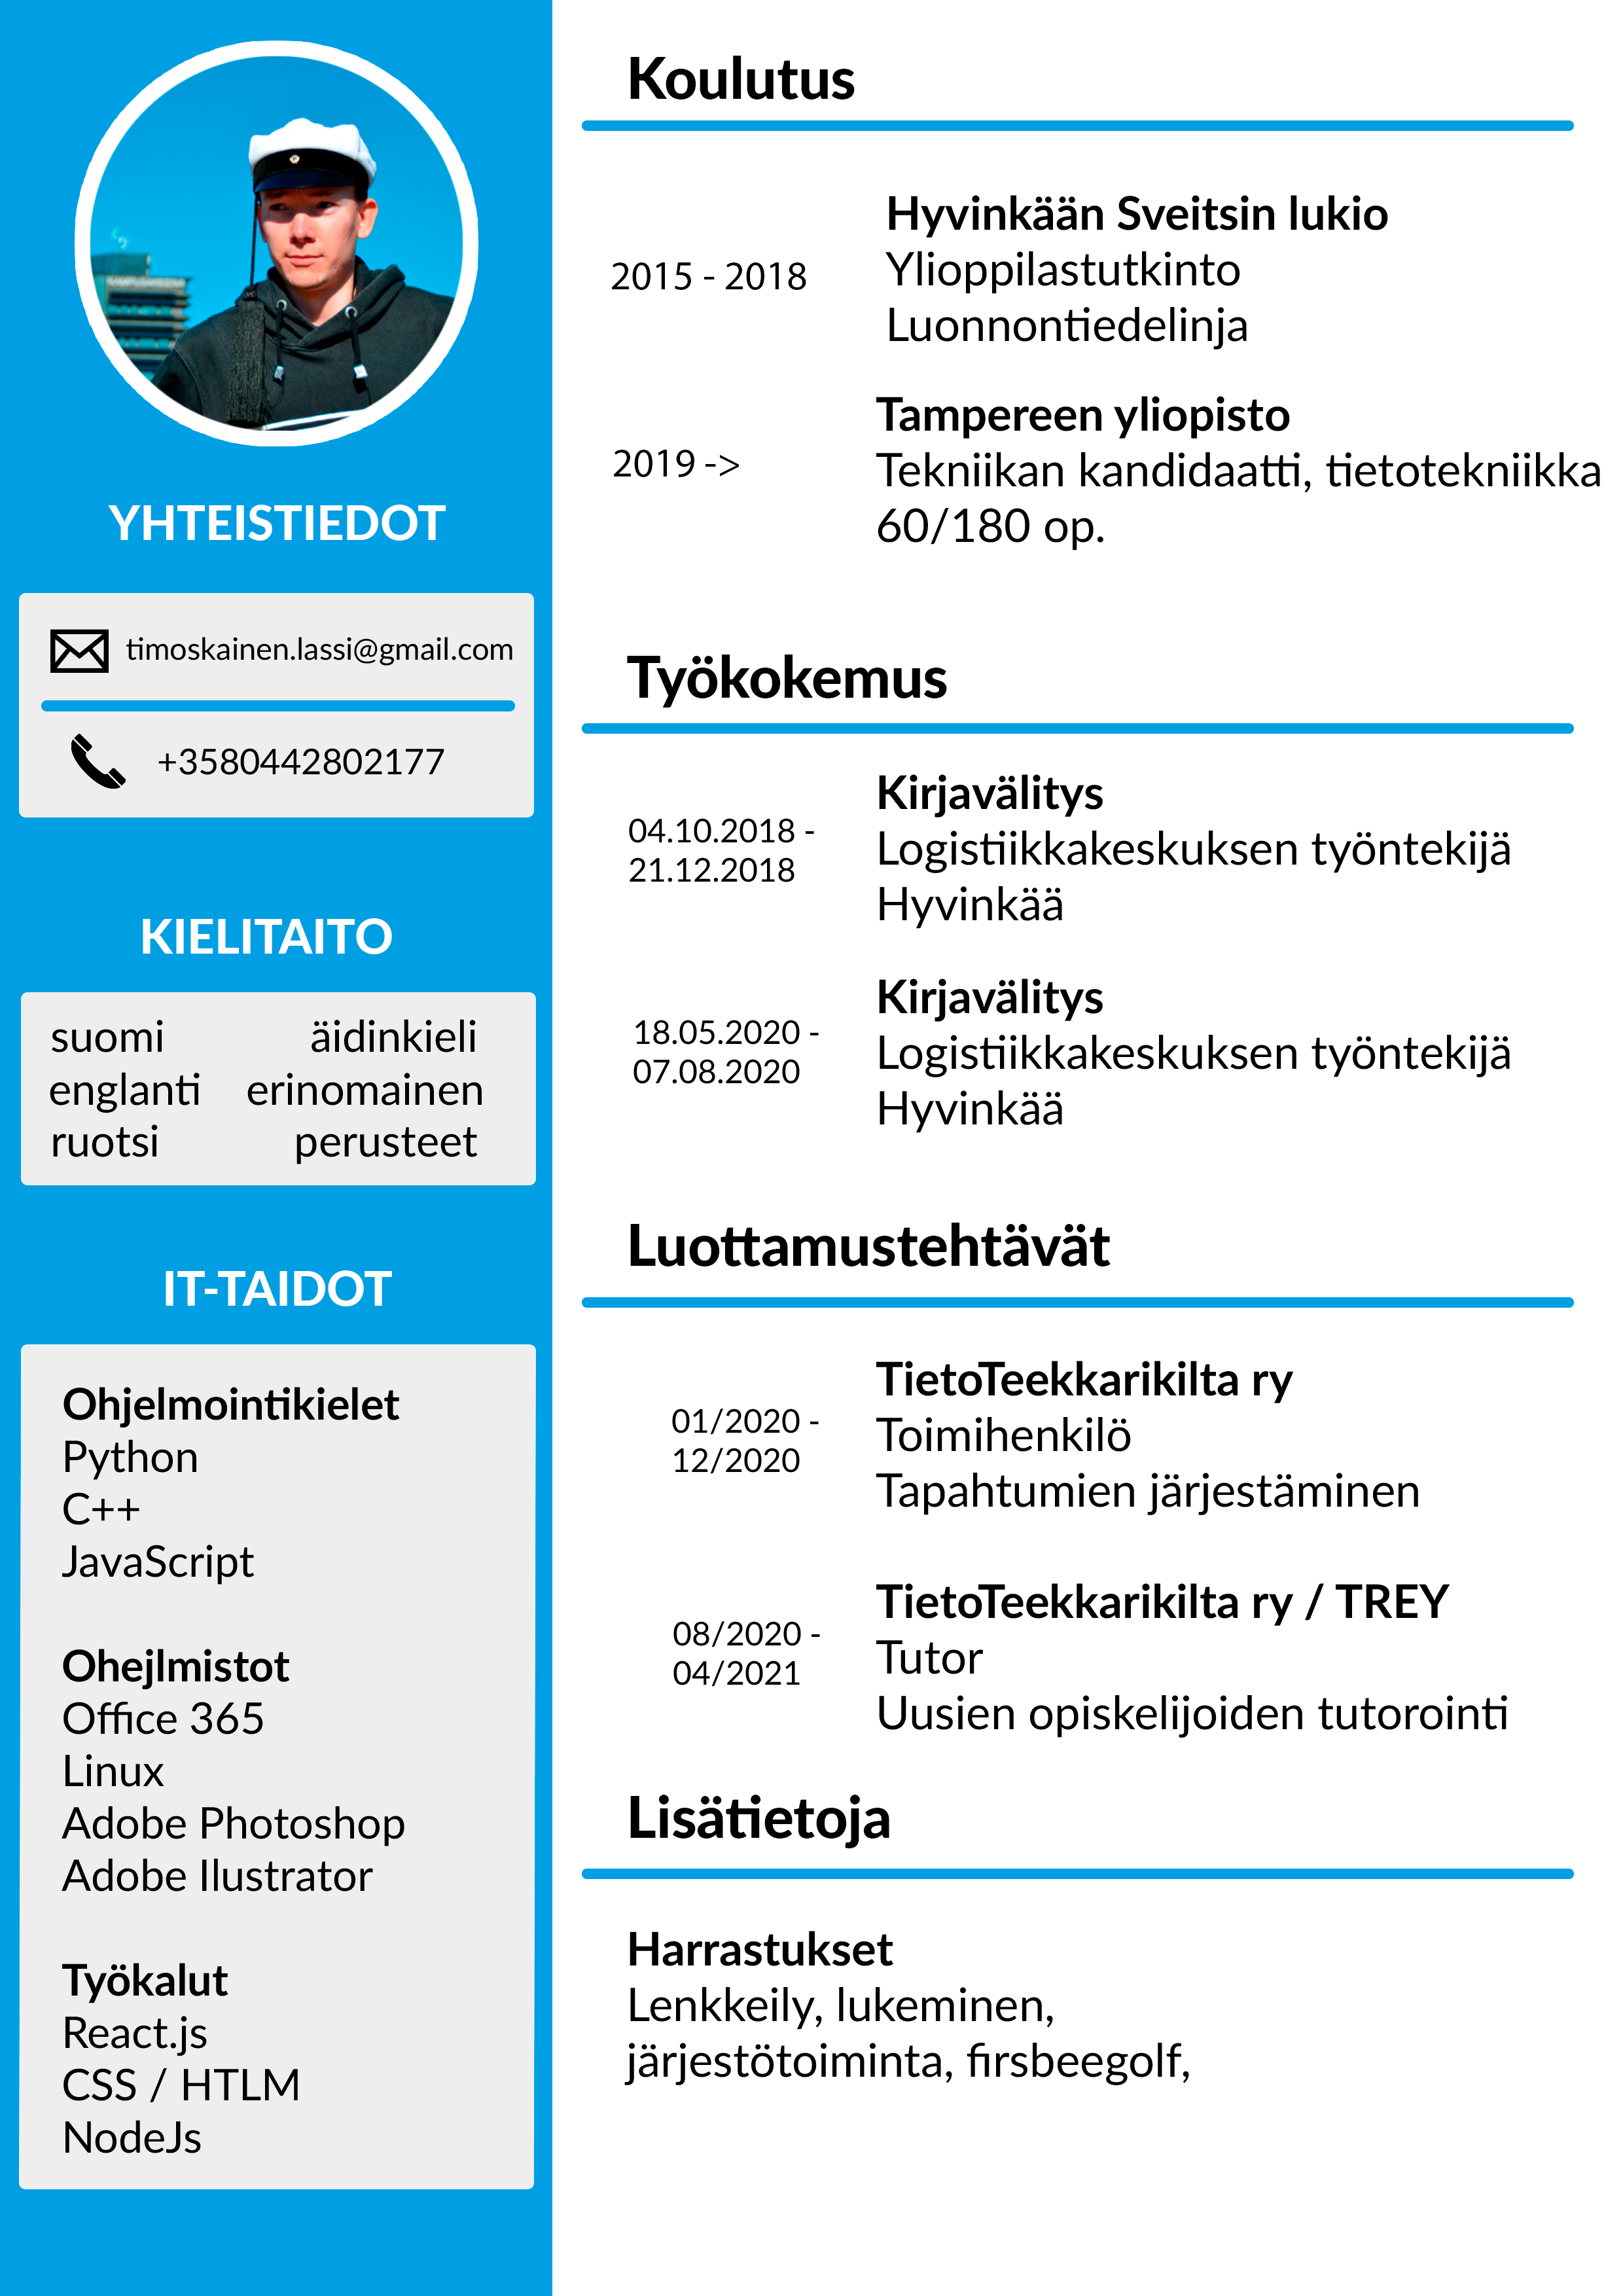 YHTEISTIEDOT
timoskainen.lassi@gmail.com
+3580442802177
KIELITAITO
suomi äidinkieli
englanti erinomainen
ruotsi perusteet
IT-TAIDOT
Ohjelmointikielet
Python
C++
JavaScript
Ohejlmistot
Office 365
Linux
Adobe Photoshop
Adobe Ilustrator
Työkalut
React.js
CSS / HTLM
NodeJs
Koulutus
2015 - 2018
Hyvinkään Sveitsin lukio
Ylioppilastutkinto
Luonnontiedelinja
2019 ->
Tampereen yliopisto
Tekniikan kandidaatti, tietotekniikka
60/180 op.
Työkokemus
04.10.2018 -
21.12.2018
Kirjavälitys
Logistiikkakeskuksen työntekijä
Hyvinkää
18.05.2020 -
07.08.2020
Kirjavälitys
Logistiikkakeskuksen työntekijä
Hyvinkää
Luottamustehtävät
01/2020 -
12/2020
TietoTeekkarikilta ry
Toimihenkilö
Tapahtumien järjestäminen
08/2020 -
04/2021
TietoTeekkarikilta ry / TREY
Tutor
Uusien opiskelijoiden tutorointi
Lisätietoja
Harrastukset
Lenkkeily, lukeminen,
järjestötoiminta, firsbeegolf,